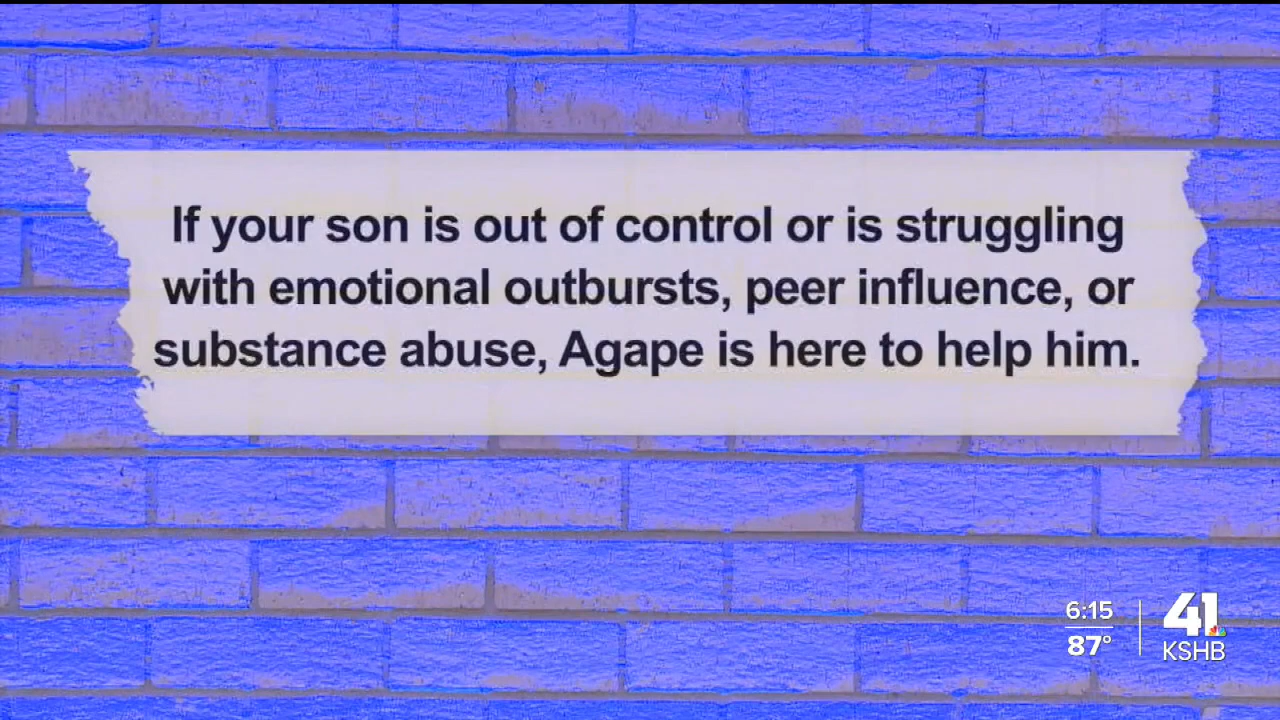 If your son is out of control or is struggling
with emotional outbursts, peer influence, or
substance abuse, Agape is here to help him.
6:15
87°
41
KSHB